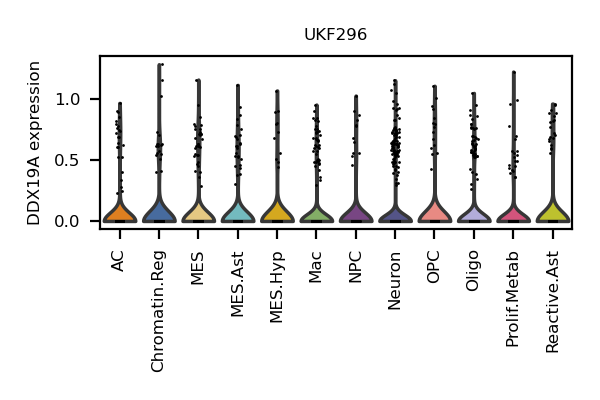 UKF296
DDX19A expression
1.0
0.5
0.0
AC
Chromatin.Reg
MES
MES.Ast
MES.Hyp
Mac
NPC
Neuron
OPC
Oligo
Prolif.Metab
Reactive.Ast